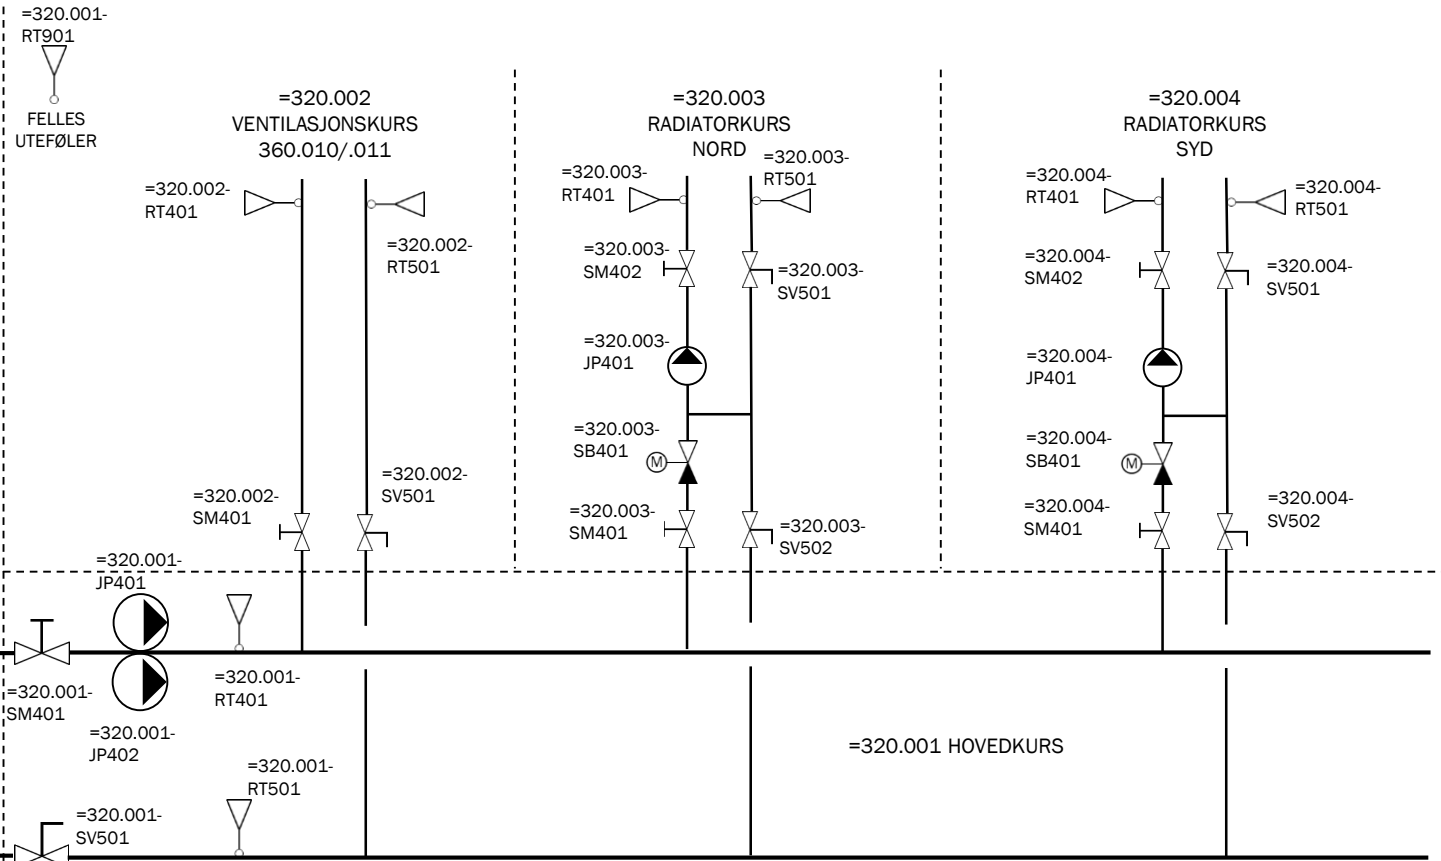 =320.001-
RT901
FELLES
UTEFØLER
=320.002
VENTILASJONSKURS
360.010/.011
=320.002-
RT401
=320.002-
RT501
=320.002-
SV501
=320.002-
SM401
=320.003
RADIATORKURS
NORD
=320.003-
RT401
=320.003-
RT501
=320.003-
SM402
=320.003-
SV501
=320.003-
JP401
=320.003-
SB401
M
=320.003-
SM401
=320.003-
SV502
=320.004
RADIATORKURS
SYD
=320.004-
RT401
=320.004-
RT501
=320.004-
SM402
=320.004-
SV501
=320.004-
JP401
=320.004-
SB401
M
=320.004-
SM401
=320.004-
SV502
=320.001-
JP401
=320.001-
SM401
=320.001-
RT401
=320.001-
JP402
=320.001 HOVEDKURS
=320.001-
RT501
=320.001-
SV501